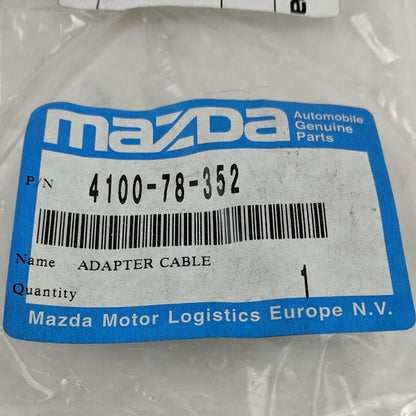 mazda
Automobile
Genuine
Parts
P/N 4100-78-352
Name ADAPTER CABLE
Quantity 1
Mazda Motor Logistics Europe N.V.